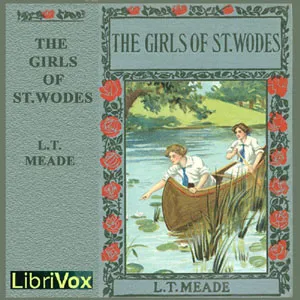 THE
GIRLS
OF
ST.WODES
L.T.
MEADE
LibriVox
THE GIRLS OF ST.WODES
L.T.MEADE